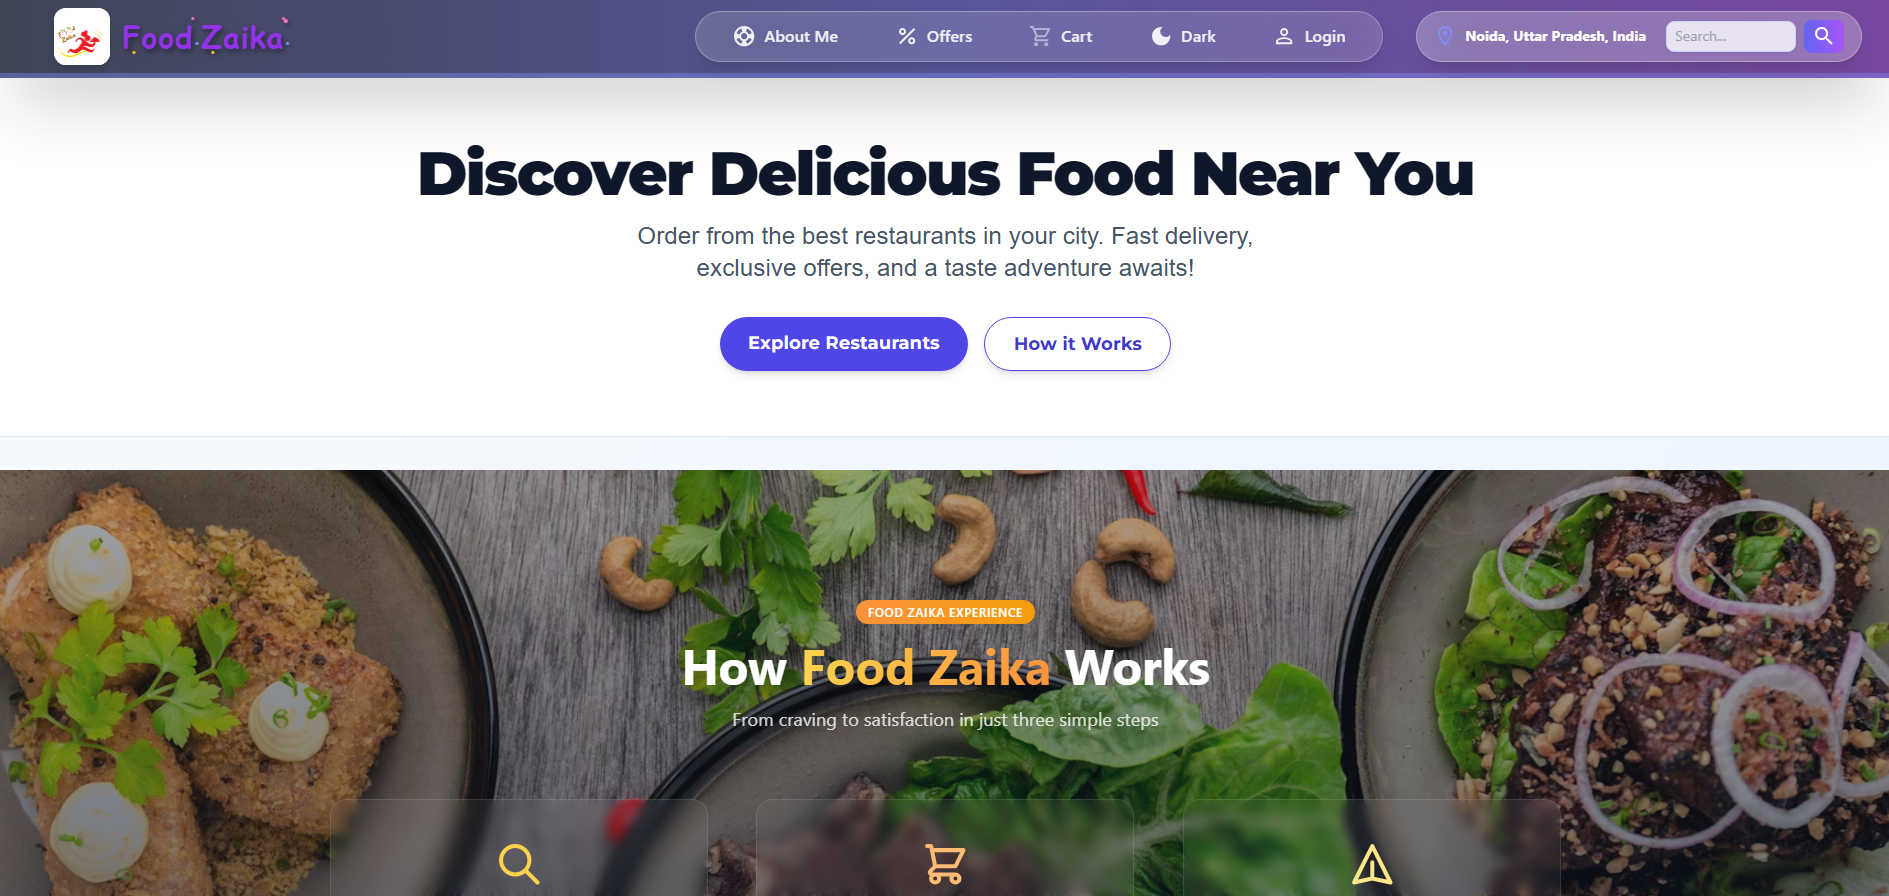 Food Zaika
About Me
Offers
Cart
Dark
Login
Noida, Uttar Pradesh, India
Search...
Discover Delicious Food Near You
Order from the best restaurants in your city. Fast delivery,
exclusive offers, and a taste adventure awaits!
Explore Restaurants
How it Works
FOOD ZAIKA EXPERIENCE
How Food Zaika Works
From craving to satisfaction in just three simple steps